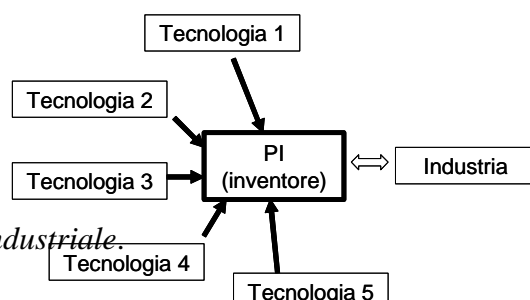 Tecnologia 1
Tecnologia 2
PI
(inventore)
Industria
Tecnologia 3
ndustriale.
Tecnologia 4
Tecnologia 5